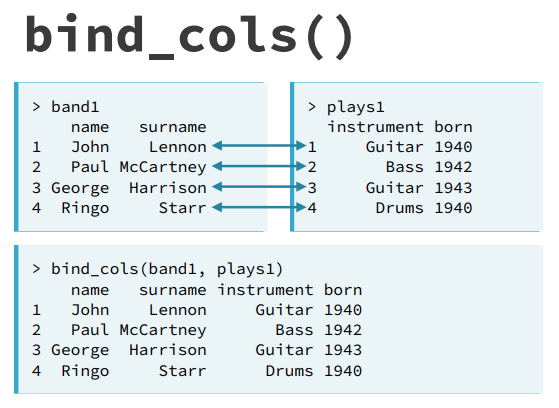 bind_cols()
> band1
    name   surname
1   John    Lennon
2   Paul McCartney
3 George  Harrison
4  Ringo     Starr
> plays1
  instrument born
1     Guitar 1940
2       Bass 1942
3     Guitar 1943
4      Drums 1940
> bind_cols(band1, plays1)
    name   surname instrument born
1   John    Lennon     Guitar 1940
2   Paul McCartney       Bass 1942
3 George  Harrison     Guitar 1943
4  Ringo     Starr      Drums 1940